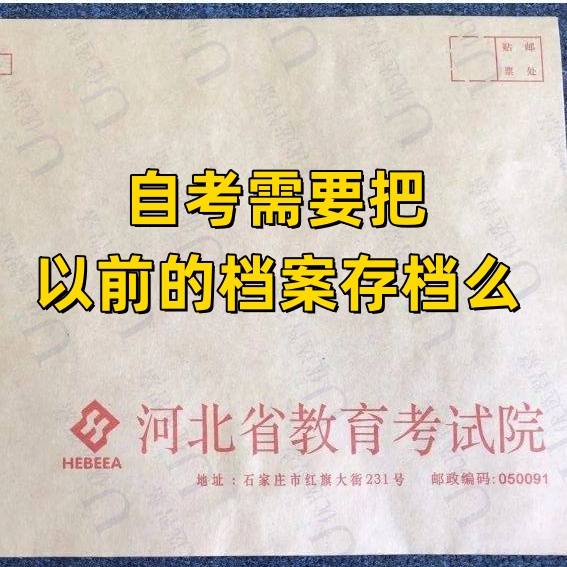 贴 邮
票 处
自考需要把
以前的档案存档么
河北省教育考试院
HEBEEA
地址：石家庄市红旗大街231号 邮政编码：050091